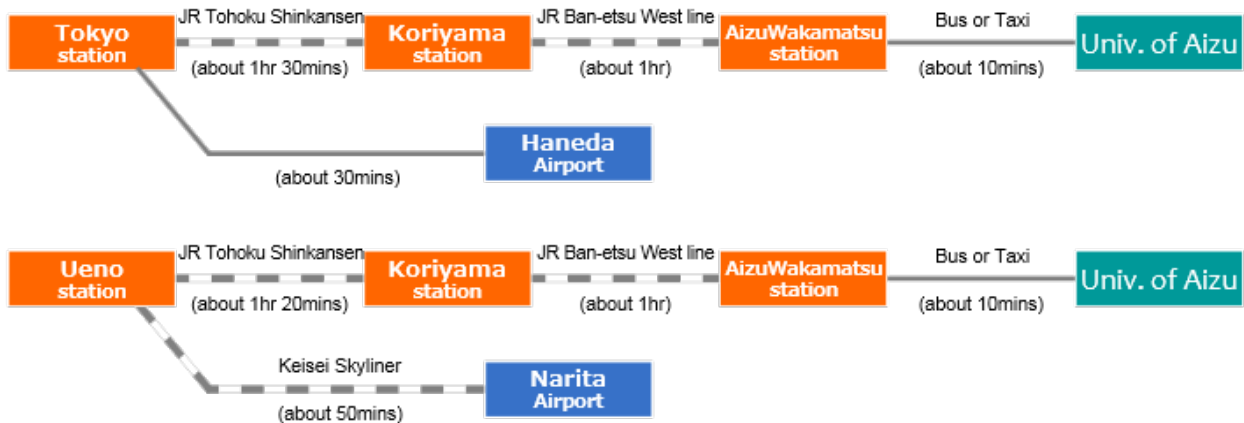 JR Tohoku Shinkansen
JR Ban-etsu West line
Bus or Taxi
Tokyo
station
Koriyama
station
AizuWakamatsu
station
Univ. of Aizu
(about 1hr 30mins)
(about 1hr)
(about 10mins)
Haneda
Airport
(about 30mins)
JR Tohoku Shinkansen
JR Ban-etsu West line
Bus or Taxi
Ueno
station
Koriyama
station
AizuWakamatsu
station
Univ. of Aizu
(about 1hr 20mins)
(about 1hr)
(about 10mins)
Keisei Skyliner
Narita
Airport
(about 50mins)